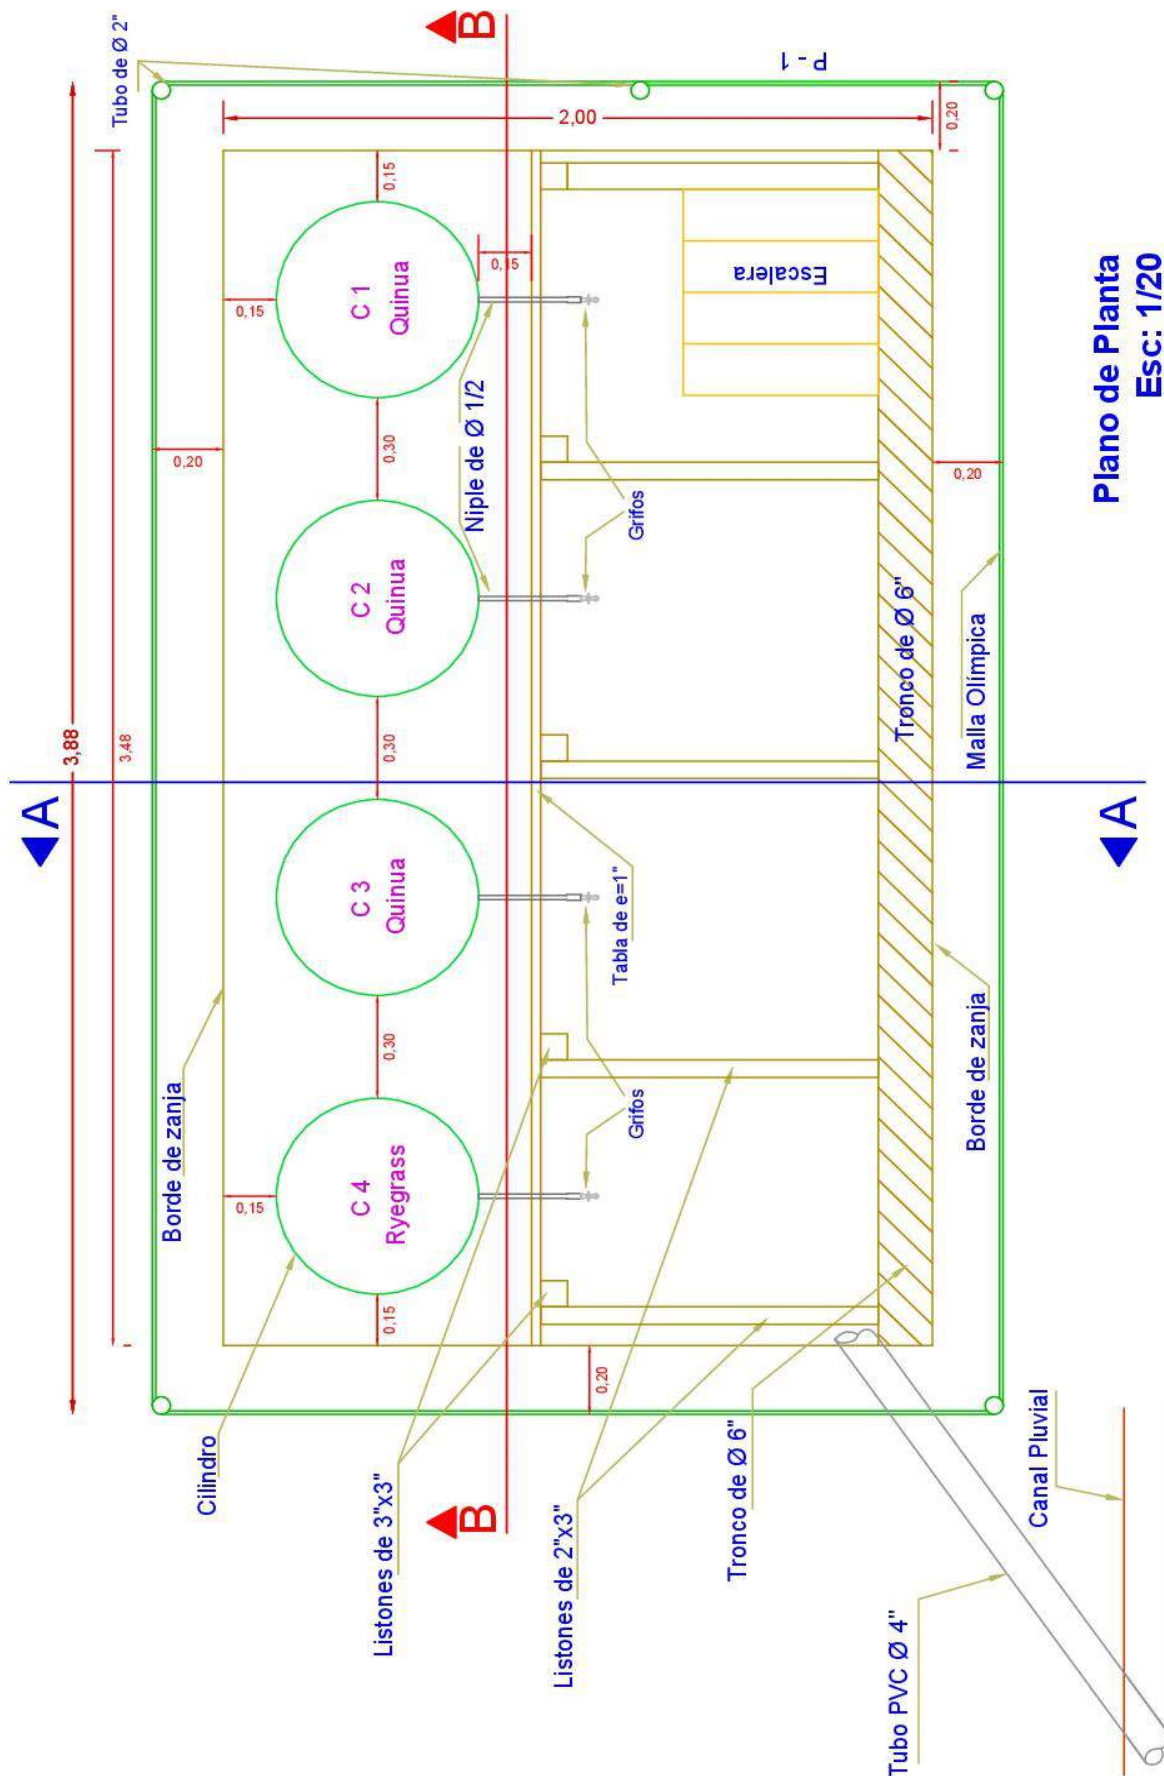 Tubo de Ø 2"
B
P - 1
3,88
3,48
2,00
0,20
0,15
0,15
0,15
C 1
Quinua
Escalera
Niple de Ø 1/2
0,20
0,30
Grifos
0,20
C 2
Quinua
Tronco de Ø 6"
Malla Olímpica
0,30
A
A
C 3
Quinua
Tabla de e=1"
Borde de zanja
Borde de zanja
0,30
Grifos
C 4
Ryegrass
0,15
0,15
0,20
Cilindro
B
Listones de 3"x3"
Listones de 2"x3"
Tronco de Ø 6"
Canal Pluvial
Tubo PVC Ø 4"
Plano de Planta
Esc: 1/20